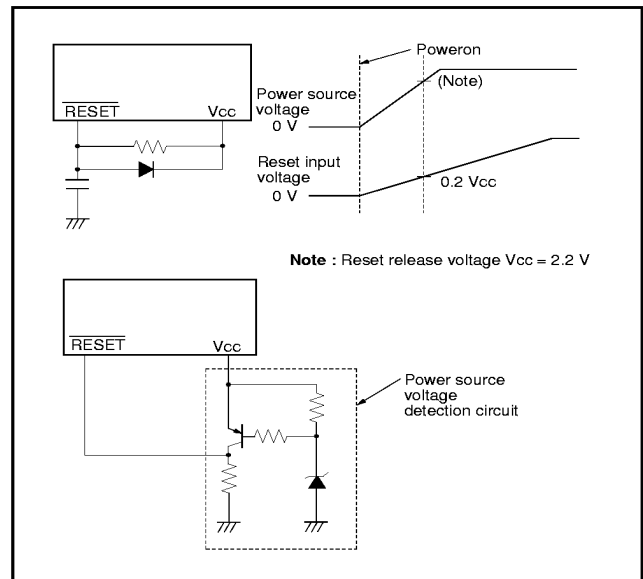 Poweron
RESET
Vcc
(Note)
Power source
voltage
0 V
Reset input
voltage
0 V
0.2 Vcc
Note : Reset release voltage Vcc = 2.2 V
RESET
Vcc
Power source
voltage
detection circuit